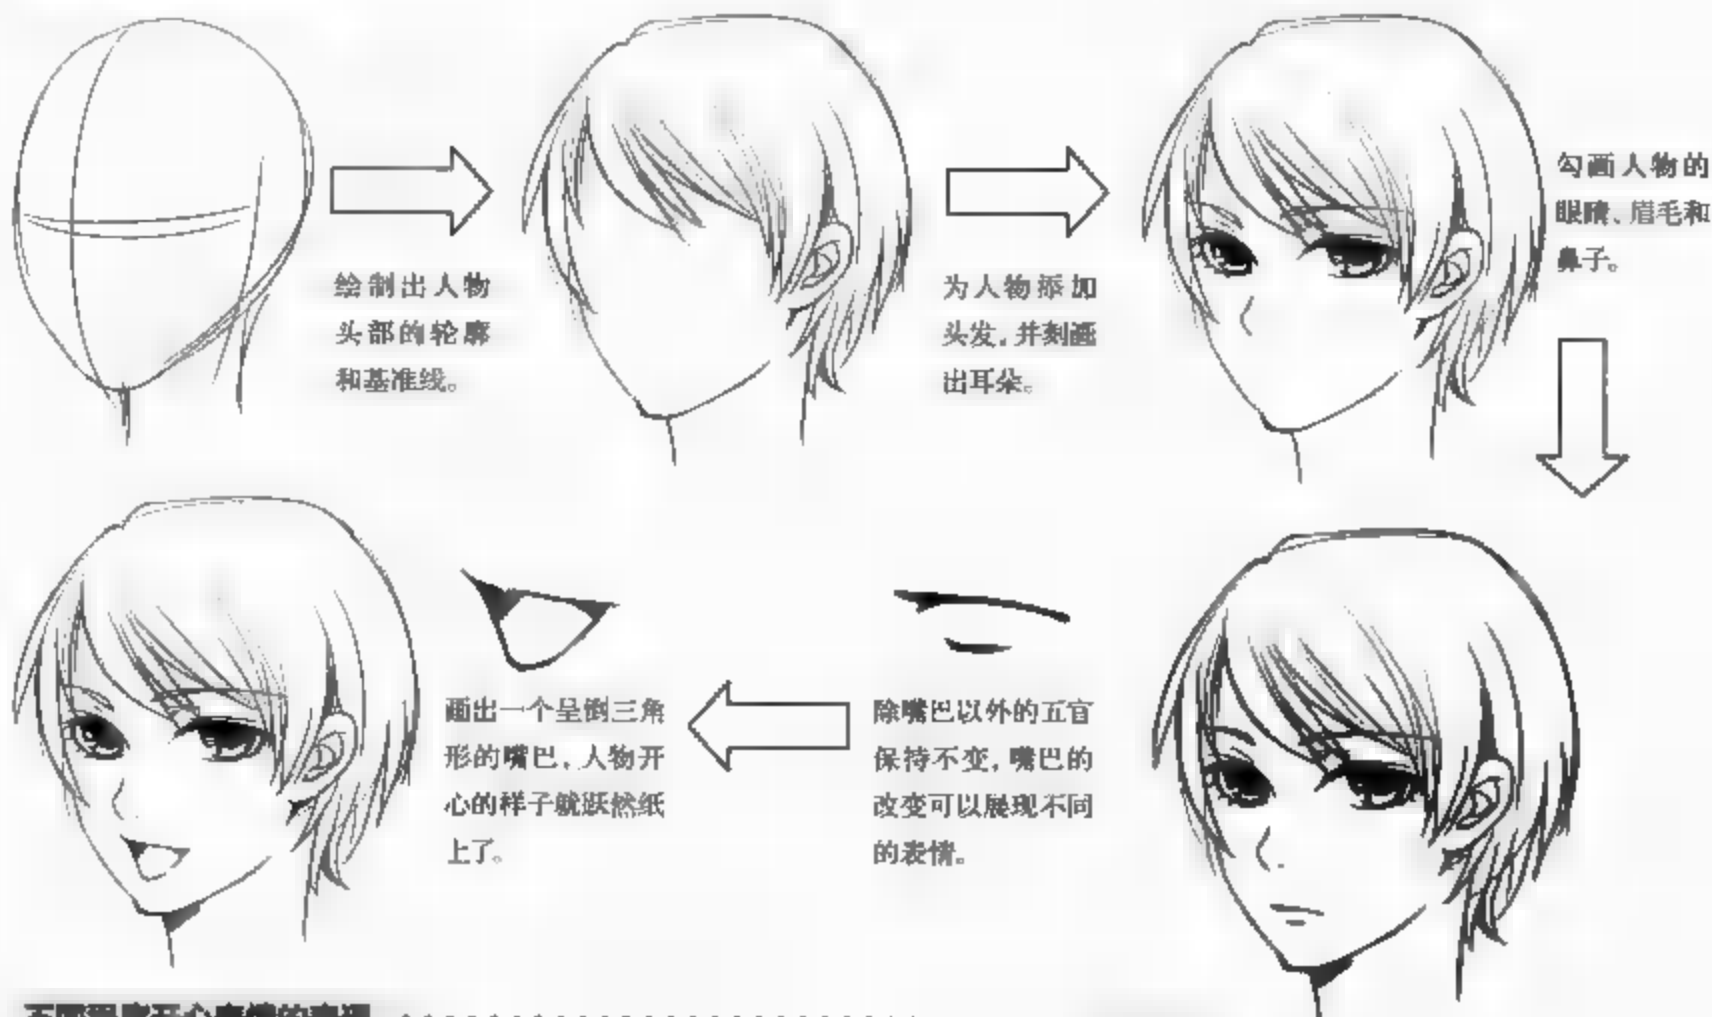 绘制出人物
头部的轮廓
和基准线。
为人物添加
头发，并刻画
出耳朵。
勾画人物的
眼睛、眉毛和
鼻子。
除嘴巴以外的五官
保持不变，嘴巴的
改变可以展现不同
的表情。
画出一个呈倒三角
形的嘴巴，人物开
心的样子就跃然纸
上了。